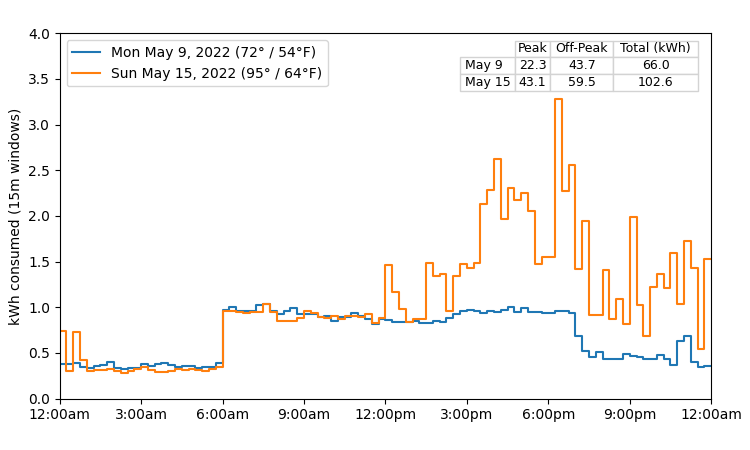 4.0
3.5
3.0
2.5
2.0
1.5
1.0
0.5
0.0
kWh consumed (15m windows)
Mon May 9, 2022 (72° / 54°F)
Sun May 15, 2022 (95° / 64°F)
Peak Off-Peak Total (kWh)
May 9 22.3 43.7 66.0
May 15 43.1 59.5 102.6
12:00am 3:00am 6:00am 9:00am 12:00pm 3:00pm 6:00pm 9:00pm 12:00am